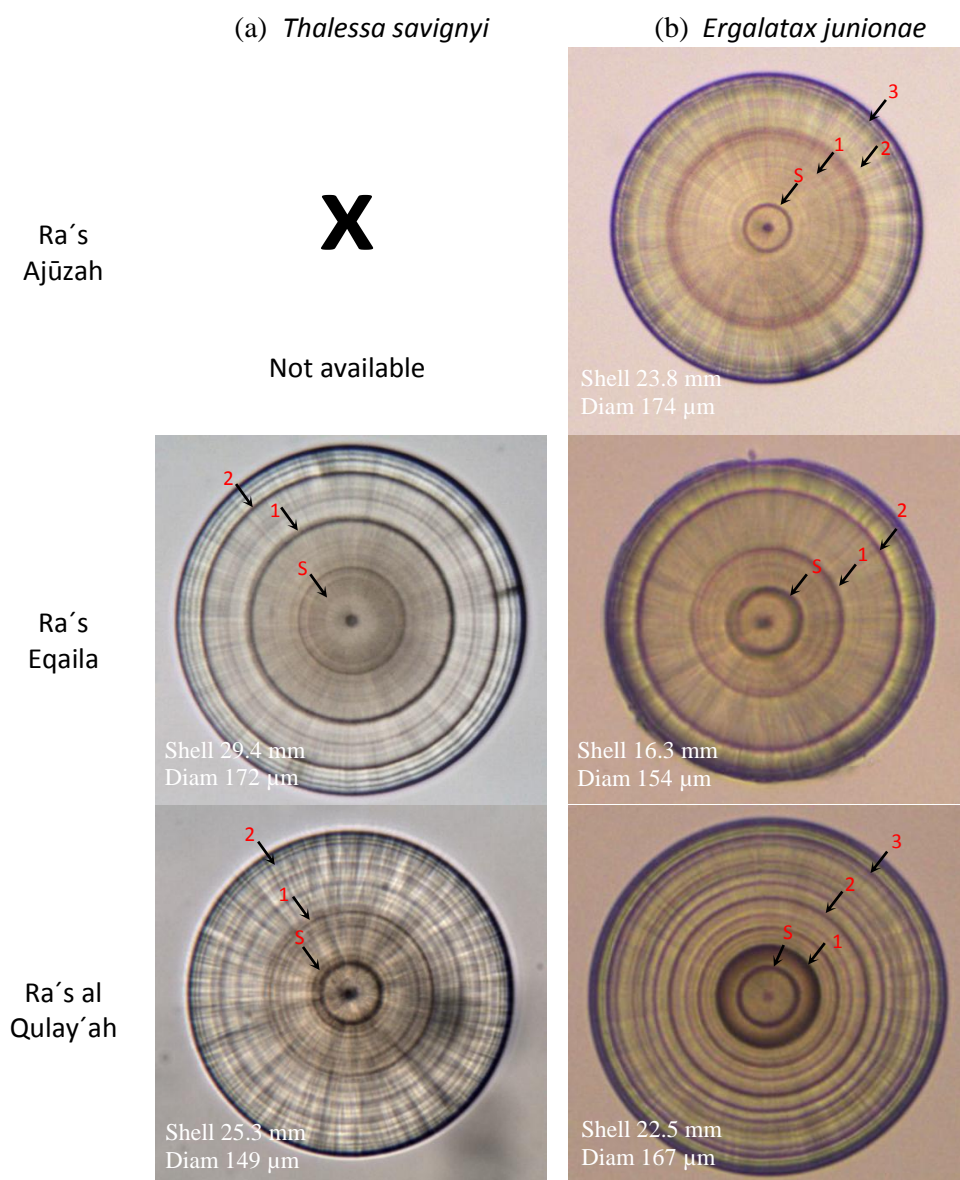 (a) Thalessa savignyi
(b) Ergalatax junionae
Ra´s
Ajūzah
X
Not available
3
1
2
S
Shell 23.8 mm
Diam 174 µm
Ra´s
Eqaila
2
1
S
Shell 29.4 mm
Diam 172 µm
2
1
S
Shell 16.3 mm
Diam 154 µm
Ra´s al
Qulay´ah
2
1
S
Shell 25.3 mm
Diam 149 µm
3
2
S
1
Shell 22.5 mm
Diam 167 µm